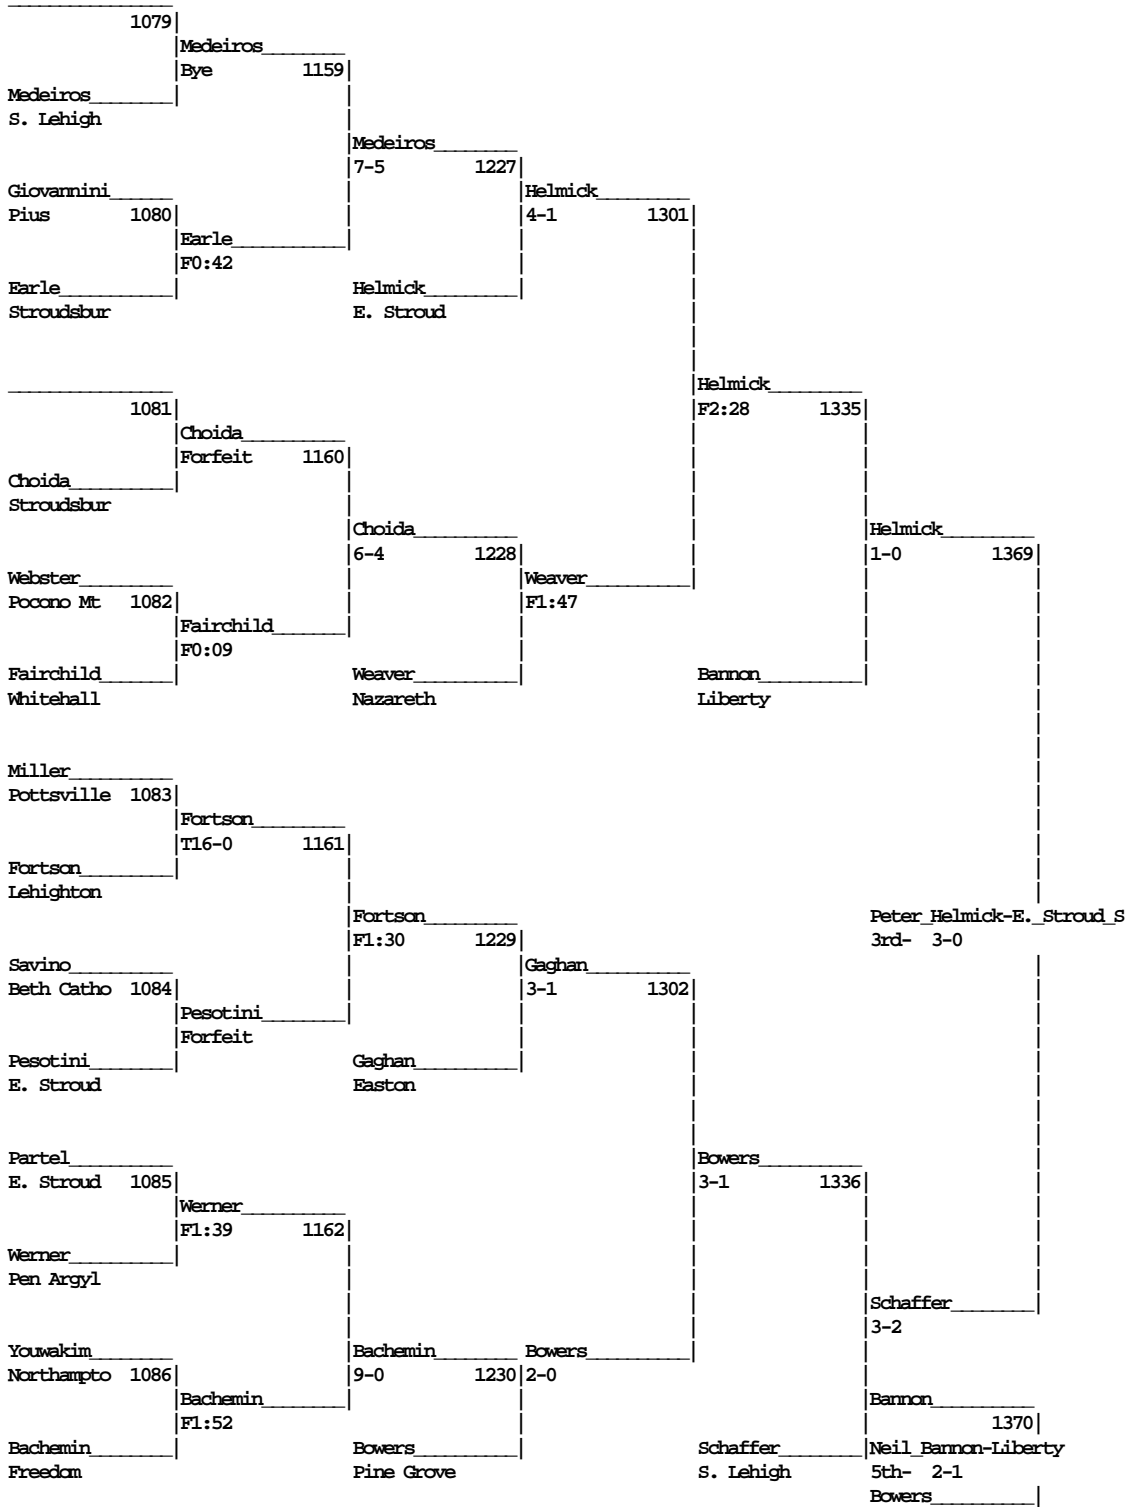 1079
Medeiros
Bye 1159
Medeiros
S. Lehigh
Medeiros
7-5 1227
Giovannini Helmick
Pius 1080 4-1 1301
Earle
F0:42
Earle Helmick
Stroudsbur E. Stroud
Helmick
1081 F2:28 1335
Choida
Forfeit 1160
Choida
Stroudsbur
Choida Helmick
6-4 1228 1-0 1369
Webster Weaver
Pocono Mt 1082 F1:47
Fairchild
F0:09
Fairchild Weaver Bannon
Whitehall Nazareth Liberty
Miller
Pottsville 1083
Fortson
T16-0 1161
Fortson
Lehighton
Fortson Peter_Helmick-E._Stroud_S
F1:30 1229 3rd- 3-0
Savino Gaghan
Beth Catho 1084 3-1 1302
Pesotini
Forfeit
Pesotini Gaghan
E. Stroud Easton
Partel Bowers
E. Stroud 1085 3-1 1336
Werner
F1:39 1162
Werner
Pen Argyl
Schaffer
3-2
Youwakim Bachemin Bowers
Northampto 1086 9-0 1230 2-0
Bachemin Bannon
F1:52 1370
Bachemin Bowers Schaffer Neil_Bannon-Liberty
Freedom Pine Grove S. Lehigh 5th- 2-1
Bowers